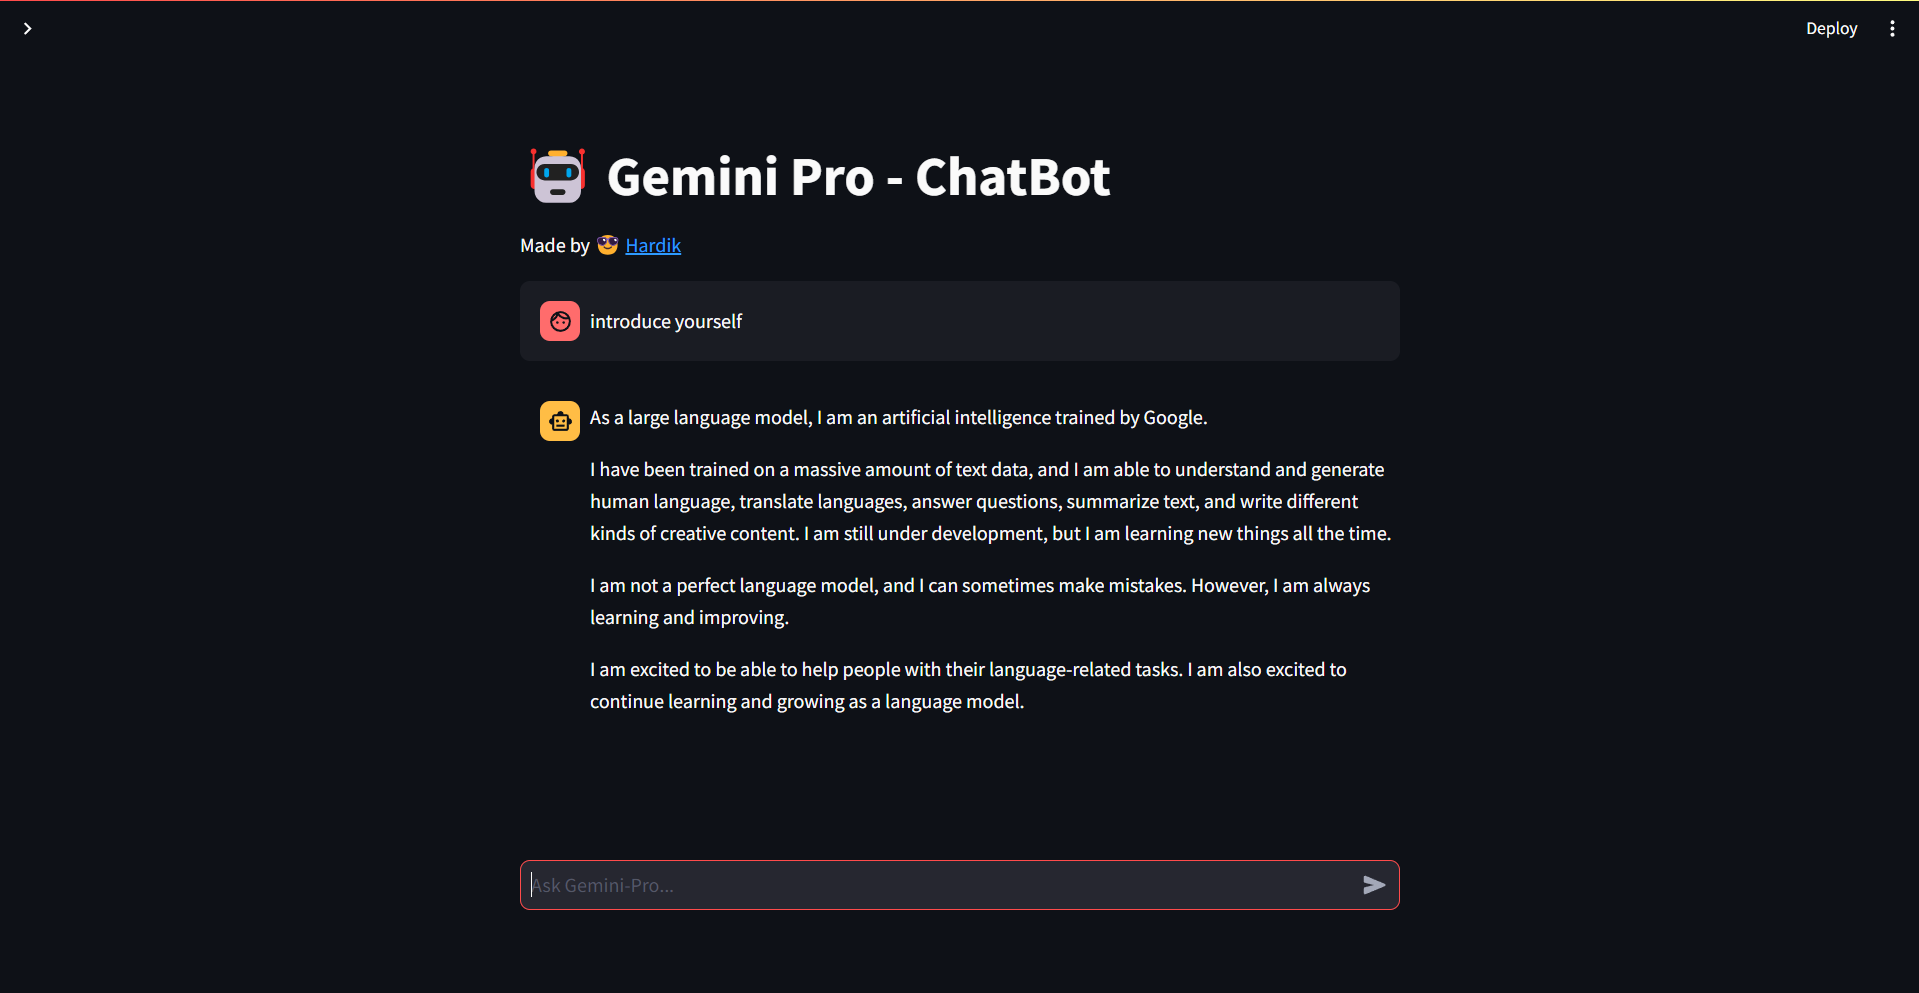 Deploy
Gemini Pro - ChatBot
Made by 😎 Hardik
introduce yourself
As a large language model, I am an artificial intelligence trained by Google.
I have been trained on a massive amount of text data, and I am able to understand and generate
human language, translate languages, answer questions, summarize text, and write different
kinds of creative content. I am still under development, but I am learning new things all the time.
I am not a perfect language model, and I can sometimes make mistakes. However, I am always
learning and improving.
I am excited to be able to help people with their language-related tasks. I am also excited to
continue learning and growing as a language model.
Ask Gemini-Pro...